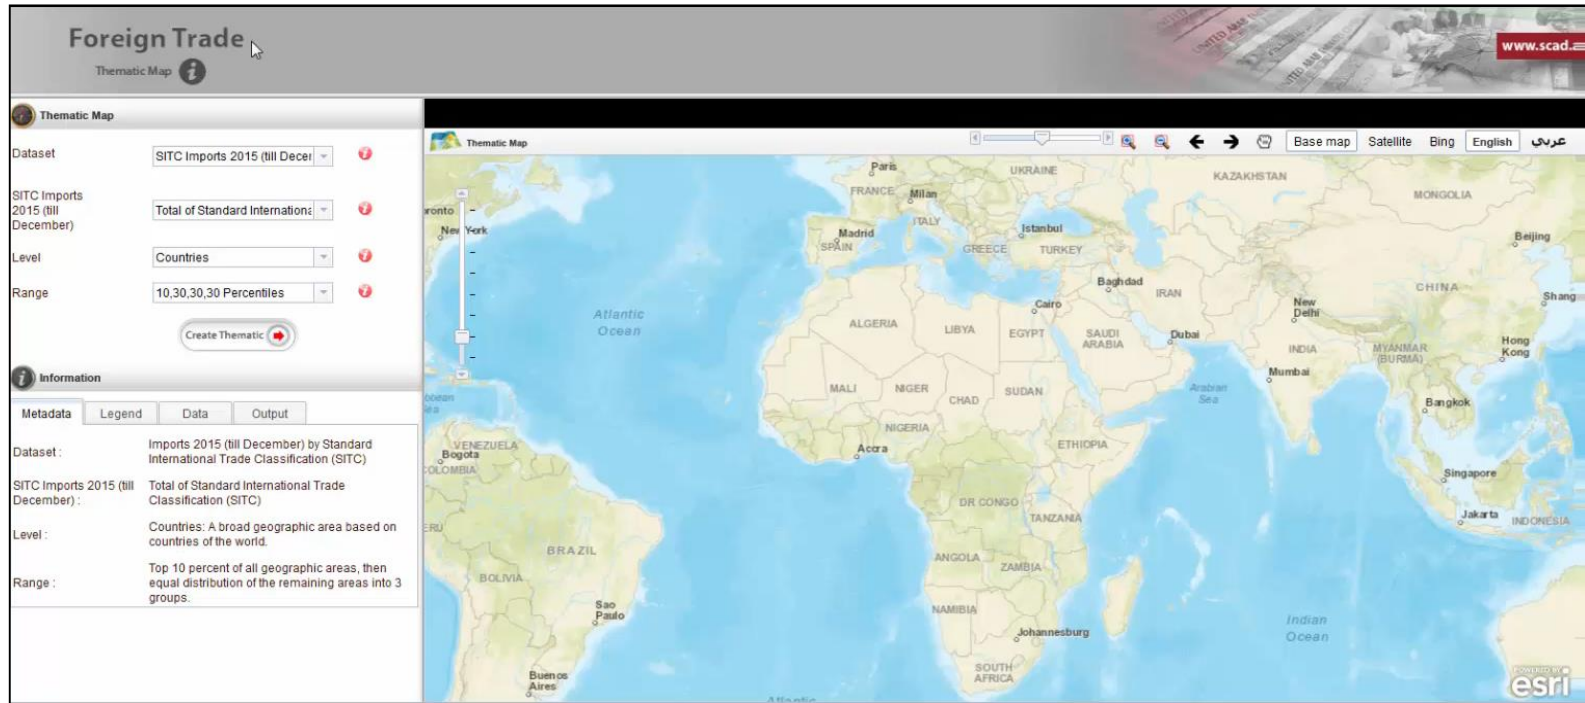 Foreign Trade
Thematic Map
www.scad.
UNITED ARAB EMIRATES
Thematic Map
Dataset
SITC Imports 2015 (till Decer
SITC Imports
2015 (till
December)
Total of Standard Internationa
Level
Countries
Range
10,30,30,30 Percentiles
Create Thematic
Information
Metadata Legend Data Output
Dataset :
Imports 2015 (till December) by Standard
International Trade Classification (SITC)
SITC Imports 2015 (till
December) :
Total of Standard International Trade
Classification (SITC)
Level :
Countries: A broad geographic area based on
countries of the world.
Range :
Top 10 percent of all geographic areas, then
equal distribution of the remaining areas into 3
groups.
Thematic Map
Base map Satellite Bing English عربي
Paris
UKRAINE
KAZAKHSTAN
MONGOLIA
FRANCE
Milan
ronto
New York
ITALY
Madrid
SPAIN
Istanbul
GREECE
TURKEY
Beijing
Baghdad
IRAN
CHINA
Shang
Cairo
New
Delhi
Atlantic
Ocean
ALGERIA
LIBYA
EGYPT
SAUDI
ARABIA
Dubai
INDIA
MYANMAR
(BURMA)
Hong
Kong
Mumbai
MALI
NIGER
CHAD
SUDAN
Arabian
Sea
Bangkok
NIGERIA
VENEZUELA
Bogota
COLOMBIA
Accra
ETHIOPIA
Singapore
DR CONGO
TANZANIA
Jakarta
INDONESIA
ERU
BRAZIL
ANGOLA
ZAMBIA
BOLIVIA
Sao
Paulo
NAMIBIA
Johannesburg
Indian
Ocean
SOUTH
AFRICA
Buenos
Aires
Atlantic
POWERED BY
esri